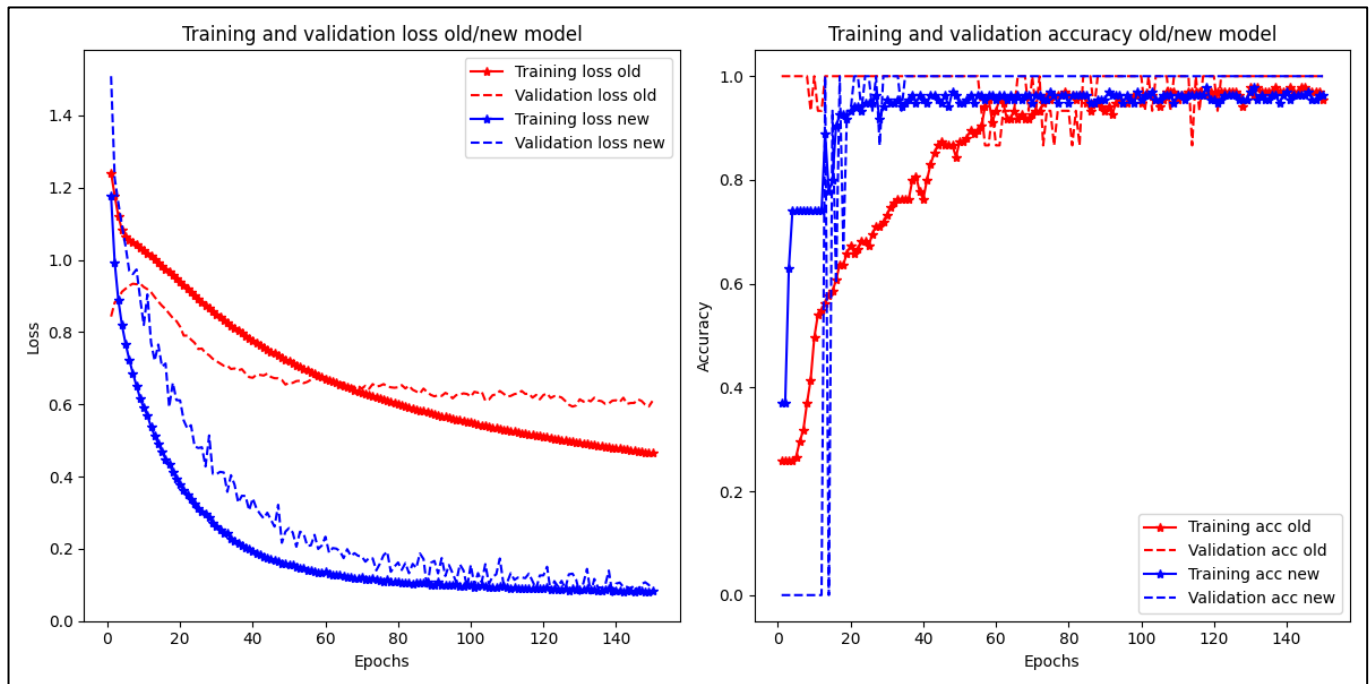 Training and validation loss old/new model
Training loss old
Validation loss old
Training loss new
Validation loss new
1.4
1.2
1.0
0.8
0.6
0.4
0.2
0.0
Loss
0 20 40 60 80 100 120 140
Epochs
Training and validation accuracy old/new model
1.0
0.8
0.6
0.4
0.2
0.0
Accuracy
Training acc old
Validation acc old
Training acc new
Validation acc new
0 20 40 60 80 100 120 140
Epochs